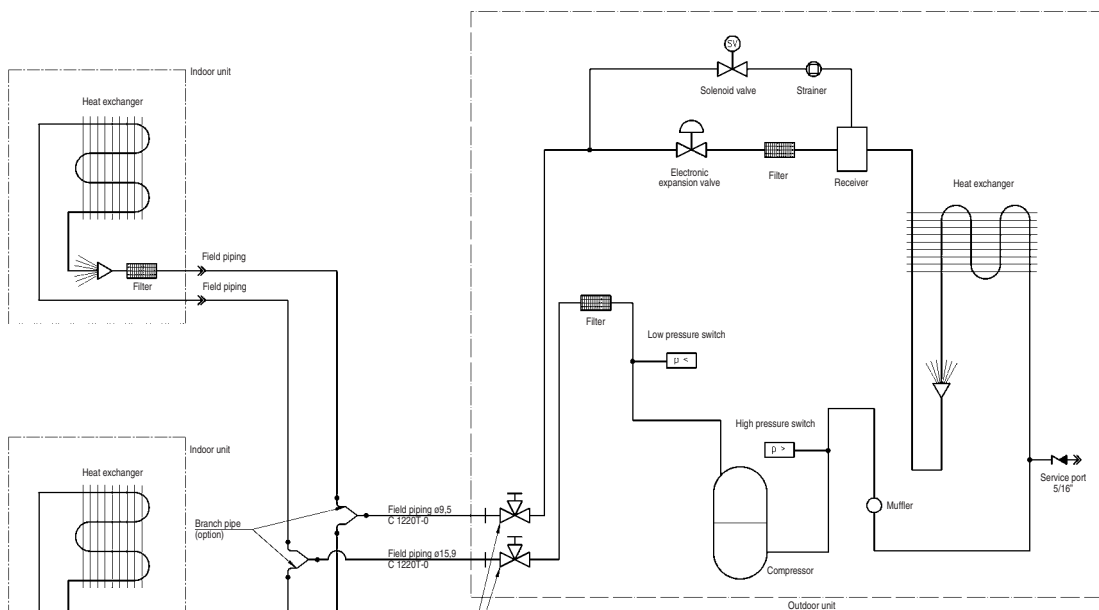 SV
Indoor unit
Solenoid valve
Strainer
Heat exchanger
Electronic
expansion valve
Filter
Receiver
Heat exchanger
Field piping
Filter
Field piping
Filter
Low pressure switch
p <
High pressure switch
p >
Indoor unit
Heat exchanger
Service port
5/16"
Muffler
Branch pipe
(option)
Field piping ø9,5
C 1220T-0
Field piping ø15,9
C 1220T-0
Compressor
Outdoor unit